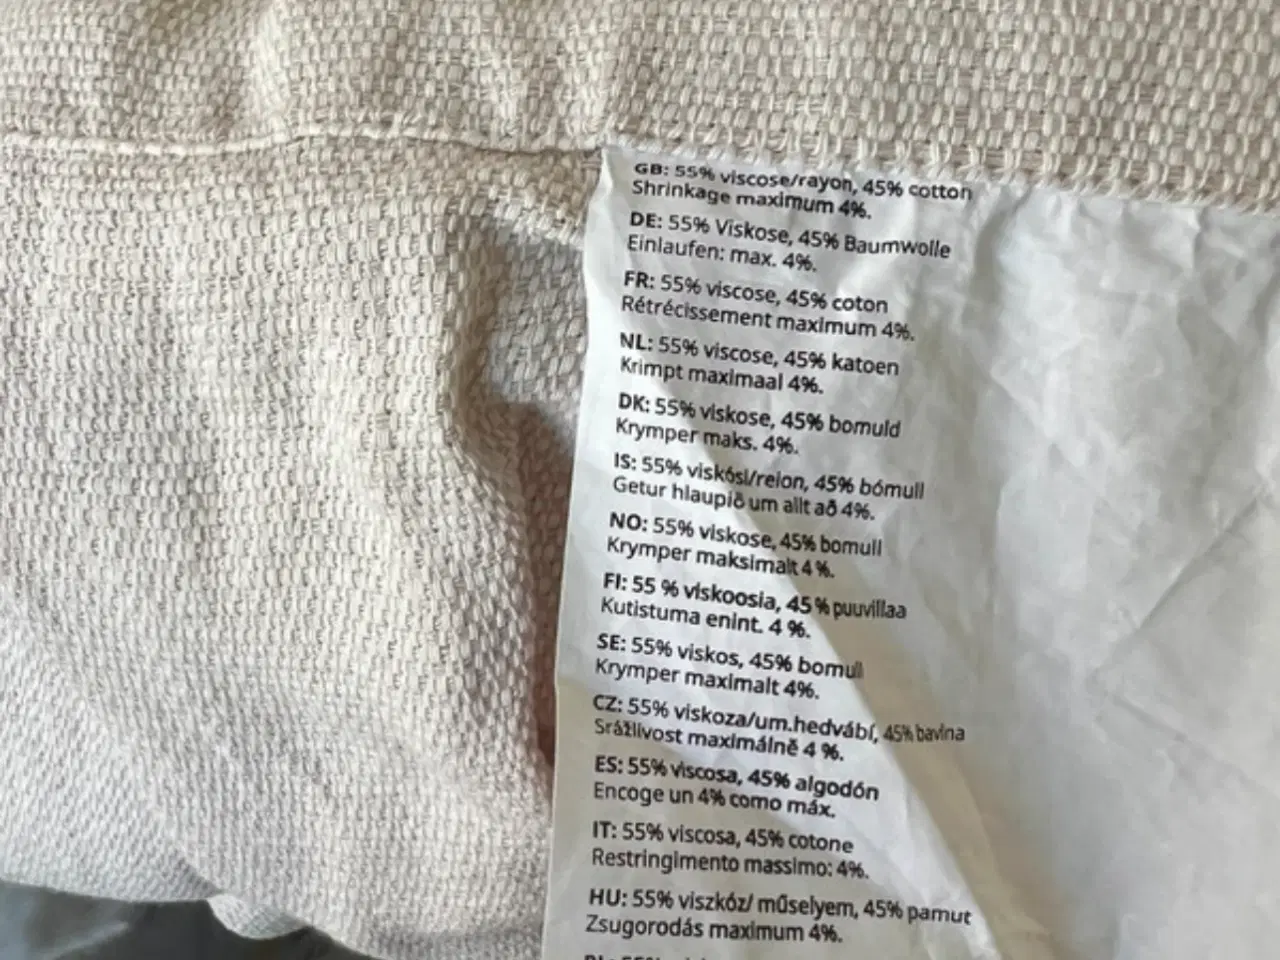 GB: 55% viscose/rayon, 45% cotton
Shrinkage maximum 4%.
DE: 55% Viskose, 45% Baumwolle
Einlaufen: max. 4%.
FR: 55% viscose, 45% coton
Rétrécissement maximum 4%.
NL: 55% viscose, 45% katoen
Krimpt maximaal 4%.
DK: 55% viskose, 45% bomuld
Krymper maks. 4%.
IS: 55% viskósi/reion, 45% bómull
Getur hlaupið um allt að 4%.
NO: 55% viskose, 45% bomull
Krymper maksimalt 4 %.
FI: 55 % viskoosia, 45 % puuvillaa
Kutistuma enint. 4 %.
SE: 55% viskos, 45% bomull
Krymper maximalt 4%.
CZ: 55% viskoza/um.hedvábí, 45% bavlna
Srážlivost maximálně 4 %.
ES: 55% viscosa, 45% algodón
Encoge un 4% como máx.
IT: 55% viscosa, 45% cotone
Restringimento massimo: 4%.
HU: 55% viszkóz/ műselyem, 45% pamut
Zsugorodás maximum 4%.